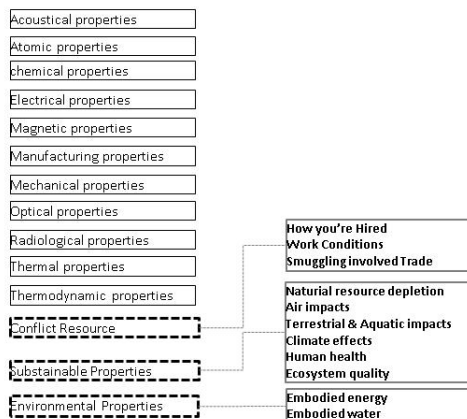 Acoustical properties
Atomic properties
chemical properties
Electrical properties
Magnetic properties
Manufacturing properties
Mechanical properties
Optical properties
Radiological properties
Thermal properties
Thermodynamic properties
Conflict Resource
Substainable Properties
Environmental Properties
How you're Hired
Work Conditions
Smuggling involved Trade
Naturial resource depletion
Air impacts
Terrestrial & Aquatic impacts
Climate effects
Human health
Ecosystem quality
Embodied energy
Embodied water